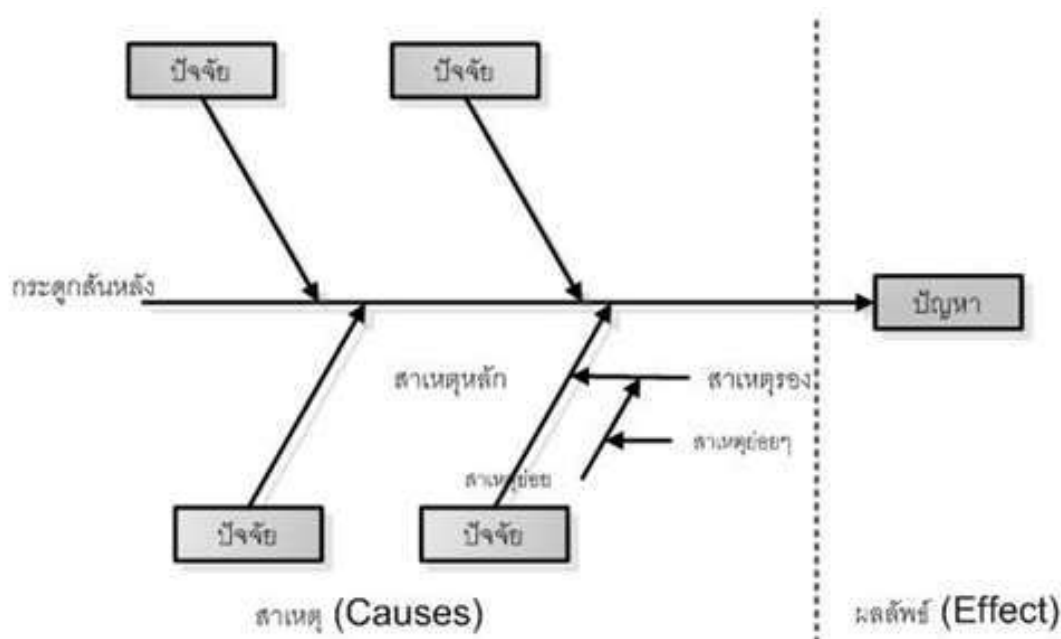 ปัจจัย
ปัจจัย
กระดูกสันหลัง
ปัญหา
สาเหตุหลัก
สาเหตุรอง
สาเหตุย่อยๆ
สาเหตุย่อย
ปัจจัย
ปัจจัย
สาเหตุ (Causes)
ผลลัพธ์ (Effect)